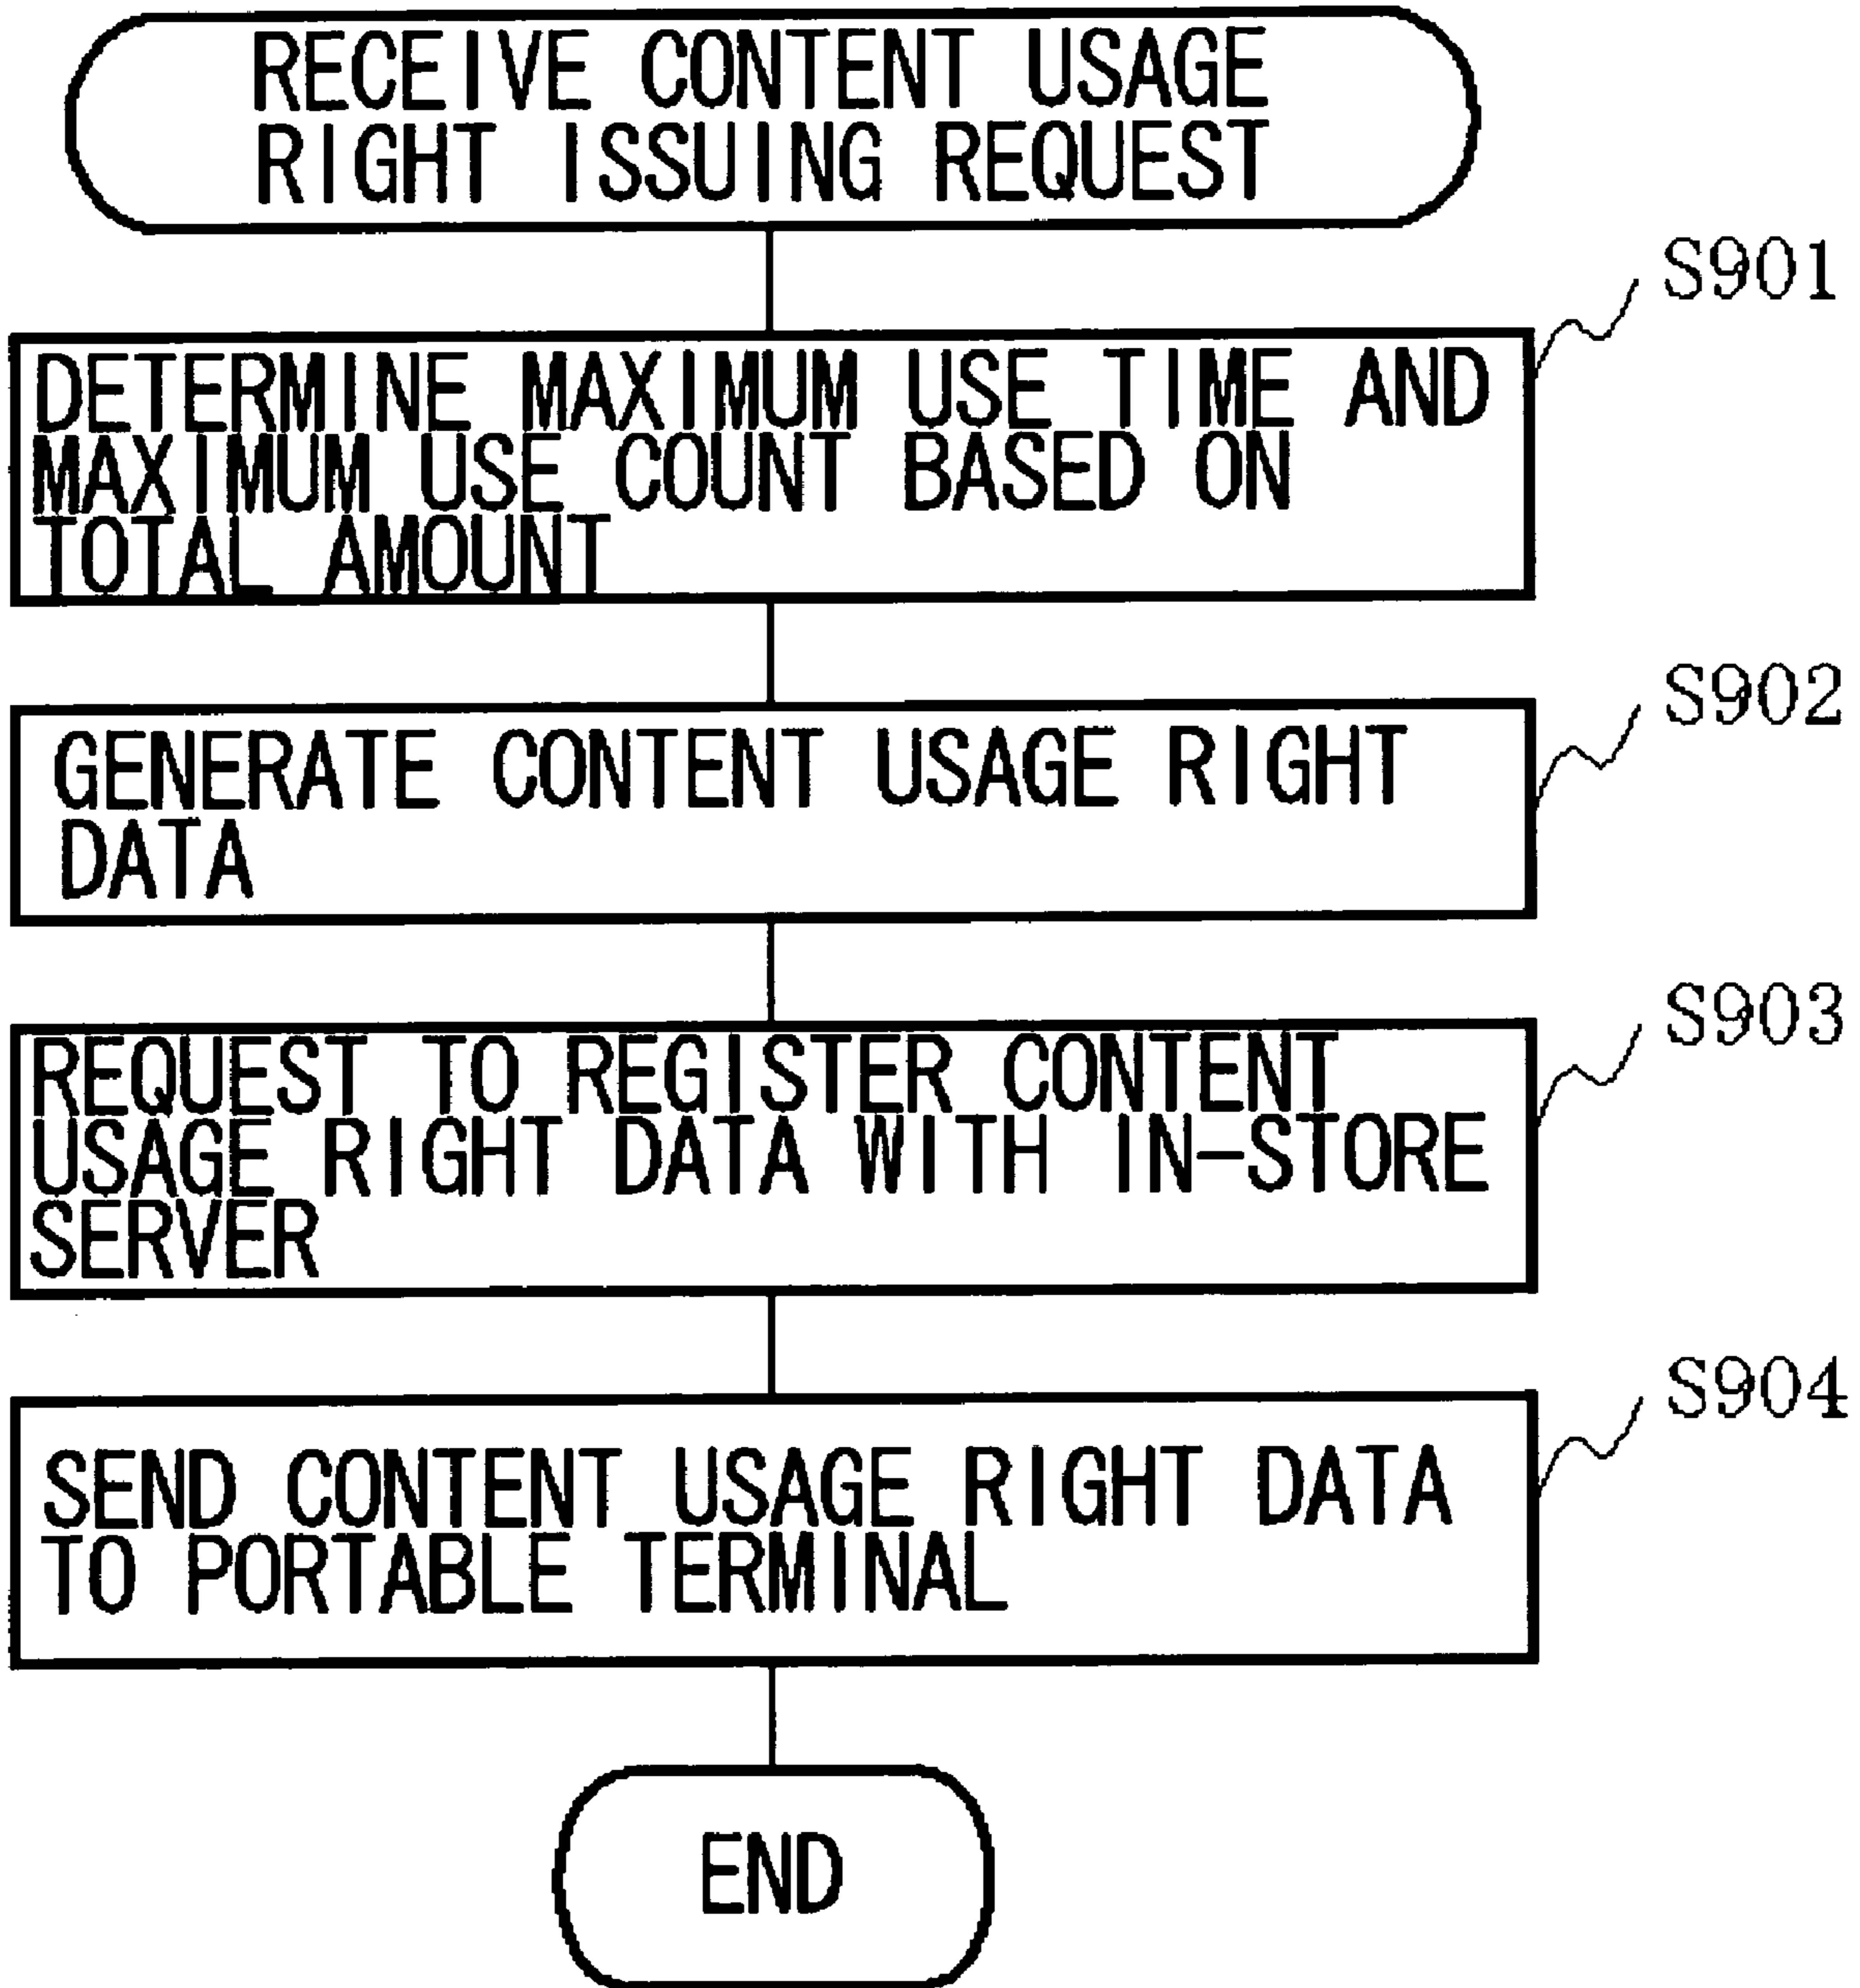 RECEIVE CONTENT USAGE
RIGHT ISSUING REQUEST
S901
DETERMINE MAXIMUM USE TIME AND
MAXIMUM USE COUNT BASED ON
TOTAL AMOUNT
S902
GENERATE CONTENT USAGE RIGHT
DATA
S903
REQUEST TO REGISTER CONTENT
USAGE RIGHT DATA WITH IN-STORE
SERVER
S904
SEND CONTENT USAGE RIGHT DATA
TO PORTABLE TERMINAL
END